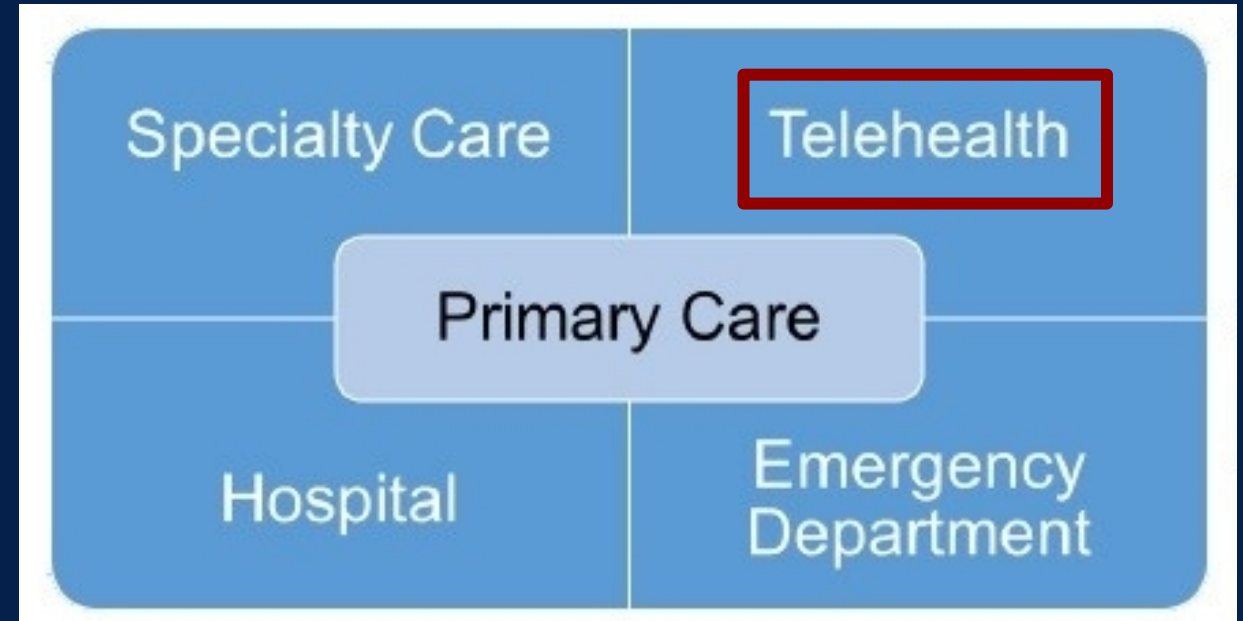 Specialty Care
Telehealth
Primary Care
Hospital
Emergency
Department